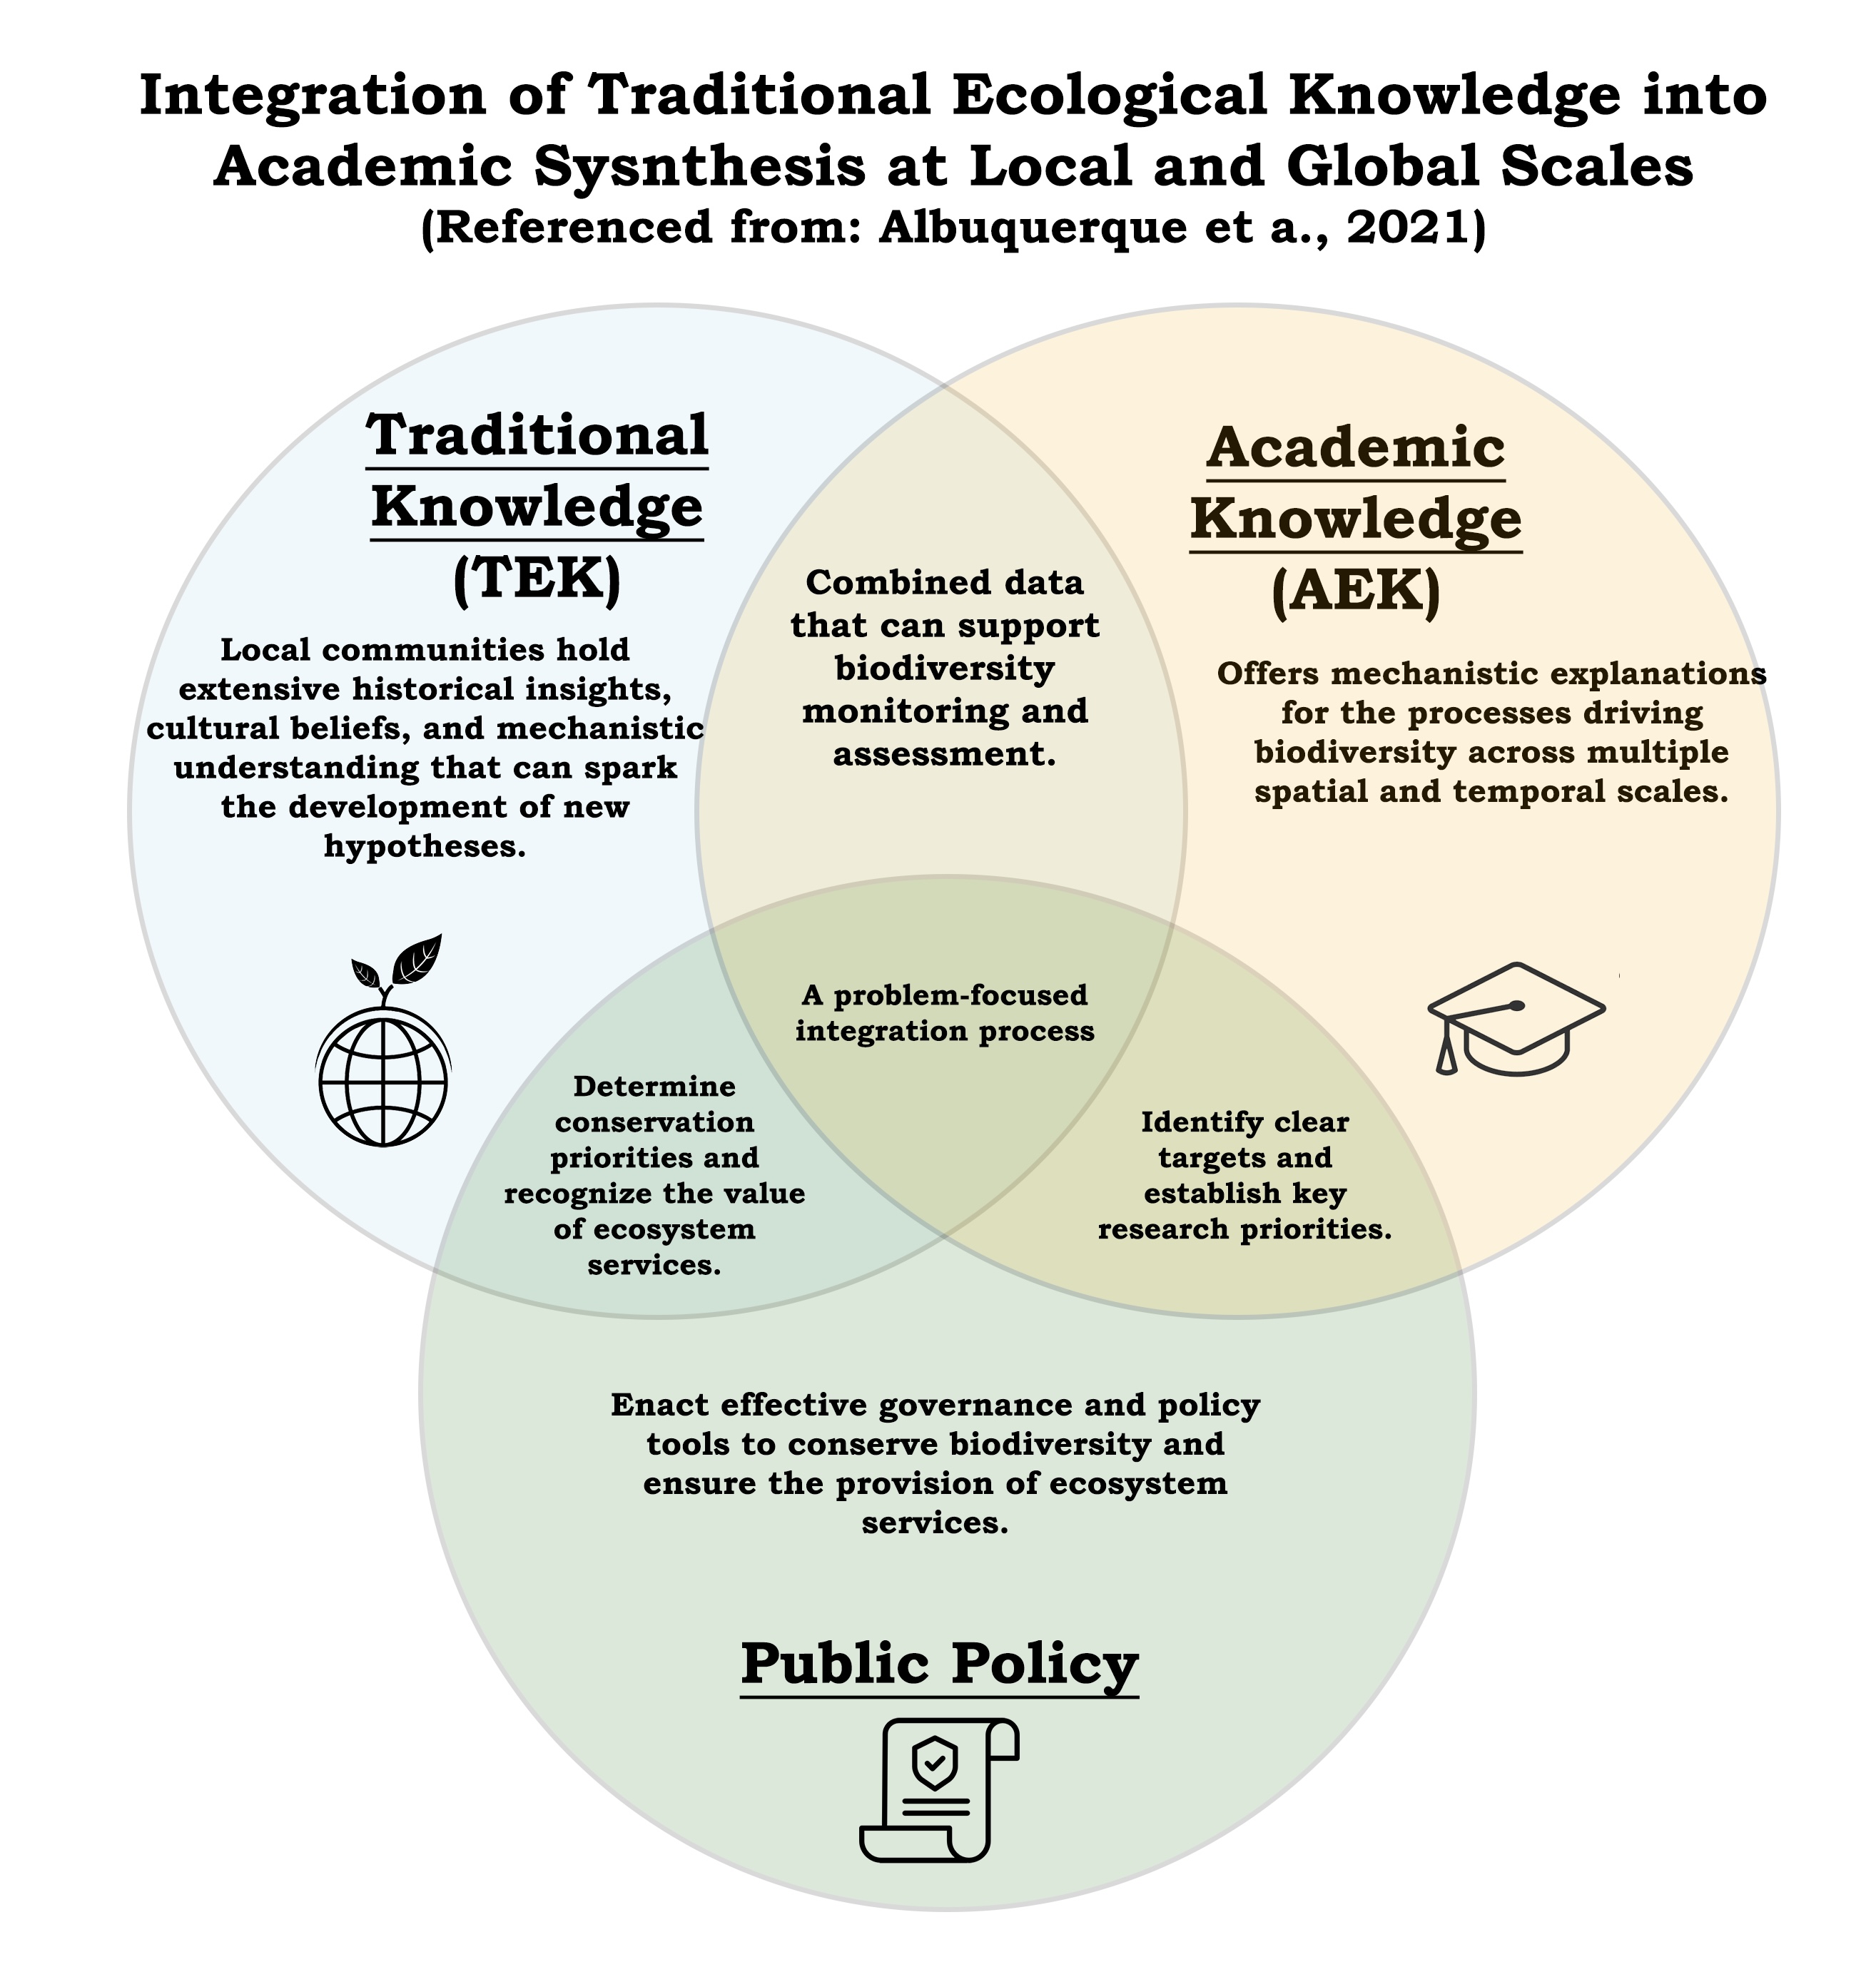 Integration of Traditional Ecological Knowledge into
Academic Sysnthesis at Local and Global Scales
(Referenced from: Albuquerque et a., 2021)
Traditional
Knowledge
(TEK)
Local communities hold
extensive historical insights,
cultural beliefs, and mechanistic
understanding that can spark
the development of new
hypotheses.
Combined data
that can support
biodiversity
monitoring and
assessment.
Academic
Knowledge
(AEK)
Offers mechanistic explanations
for the processes driving
biodiversity across multiple
spatial and temporal scales.
A problem-focused
integration process
Determine
conservation
priorities and
recognize the value
of ecosystem
services.
Identify clear
targets and
establish key
research priorities.
Enact effective governance and policy
tools to conserve biodiversity and
ensure the provision of ecosystem
services.
Public Policy